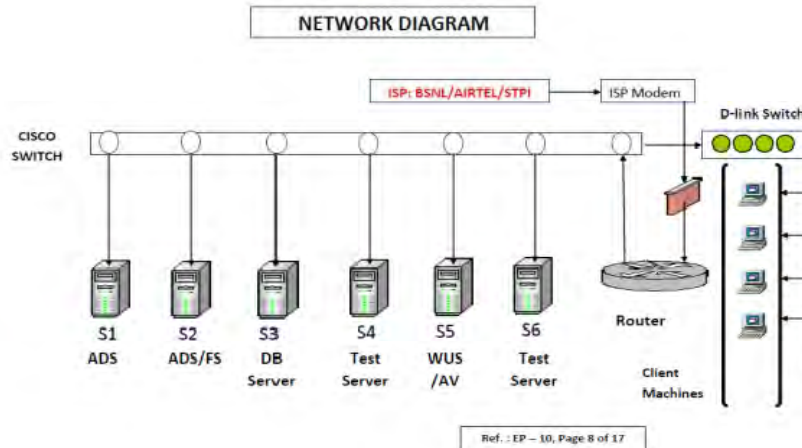 NETWORK DIAGRAM
ISP: BSNL/AIRTEL/STPI
ISP Modem
D-link Switch
CISCO
SWITCH
S1
ADS
S2
ADS/FS
S3
DB
Server
S4
Test
Server
S5
WUS
/AV
S6
Test
Server
Router
Client
Machines
Ref. : EP – 10, Page 8 of 17